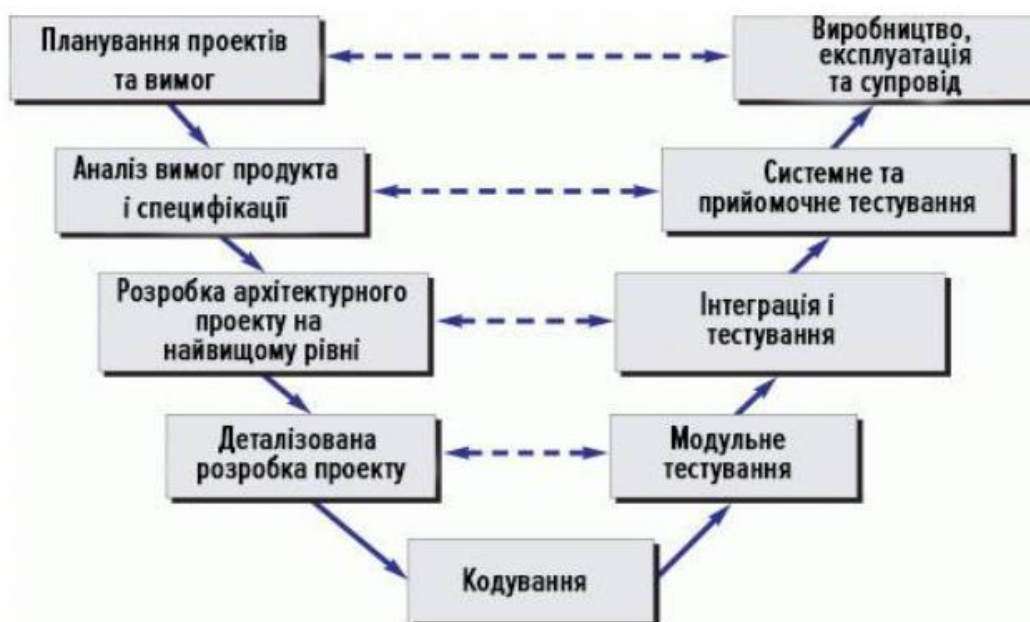 Планування проектів
та вимог
Виробництво,
експлуатація
та супровід
Аналіз вимог продукта
і специфікації
Системне та
прийомочне тестування
Розробка архітектурного
проекту на
найвищому рівні
Інтеграція і
тестування
Деталізована
розробка проекту
Модульне
тестування
Кодування